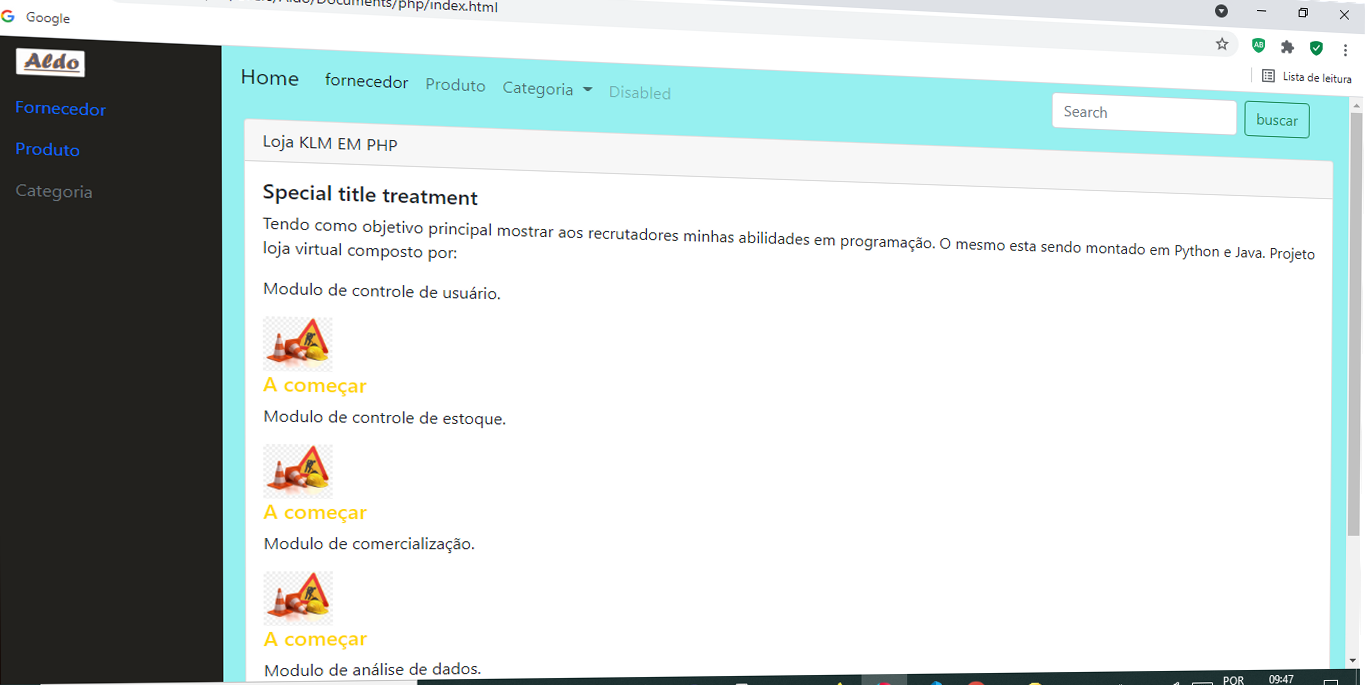 /Aldo/Documents/php/index.html
Google
Lista de leitura
Aldo
Fornecedor
Produto
Categoria
Home fornecedor Produto Categoria Disabled
Search buscar
Loja KLM EM PHP
Special title treatment
Tendo como objetivo principal mostrar aos recrutadores minhas abilidades em programação. O mesmo esta sendo montado em Python e Java. Projeto
loja virtual composto por:
Modulo de controle de usuário.
A começar
Modulo de controle de estoque.
A começar
Modulo de comercialização.
A começar
Modulo de análise de dados.
POR 09:47